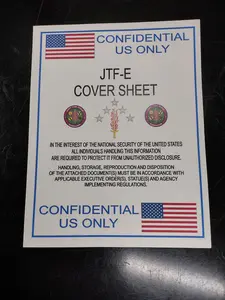 CONFIDENTIAL
US ONLY
JTF-E
COVER SHEET
IN THE INTEREST OF THE NATIONAL SECURITY OF THE UNITED STATES
ALL INDIVIDUALS HANDLING THIS INFORMATION
ARE REQUIRED TO PROTECT IT FROM UNAUTHORIZED DISCLOSURE.
HANDLING, STORAGE, REPRODUCTION AND DISPOSITION
OF THE ATTACHED DOCUMENT(S) MUST BE IN ACCORDANCE WITH
APPLICABLE EXECUTIVE ORDER(S), STATUE(S) AND AGENCY
IMPLEMENTING REGULATIONS.
CONFIDENTIAL
US ONLY